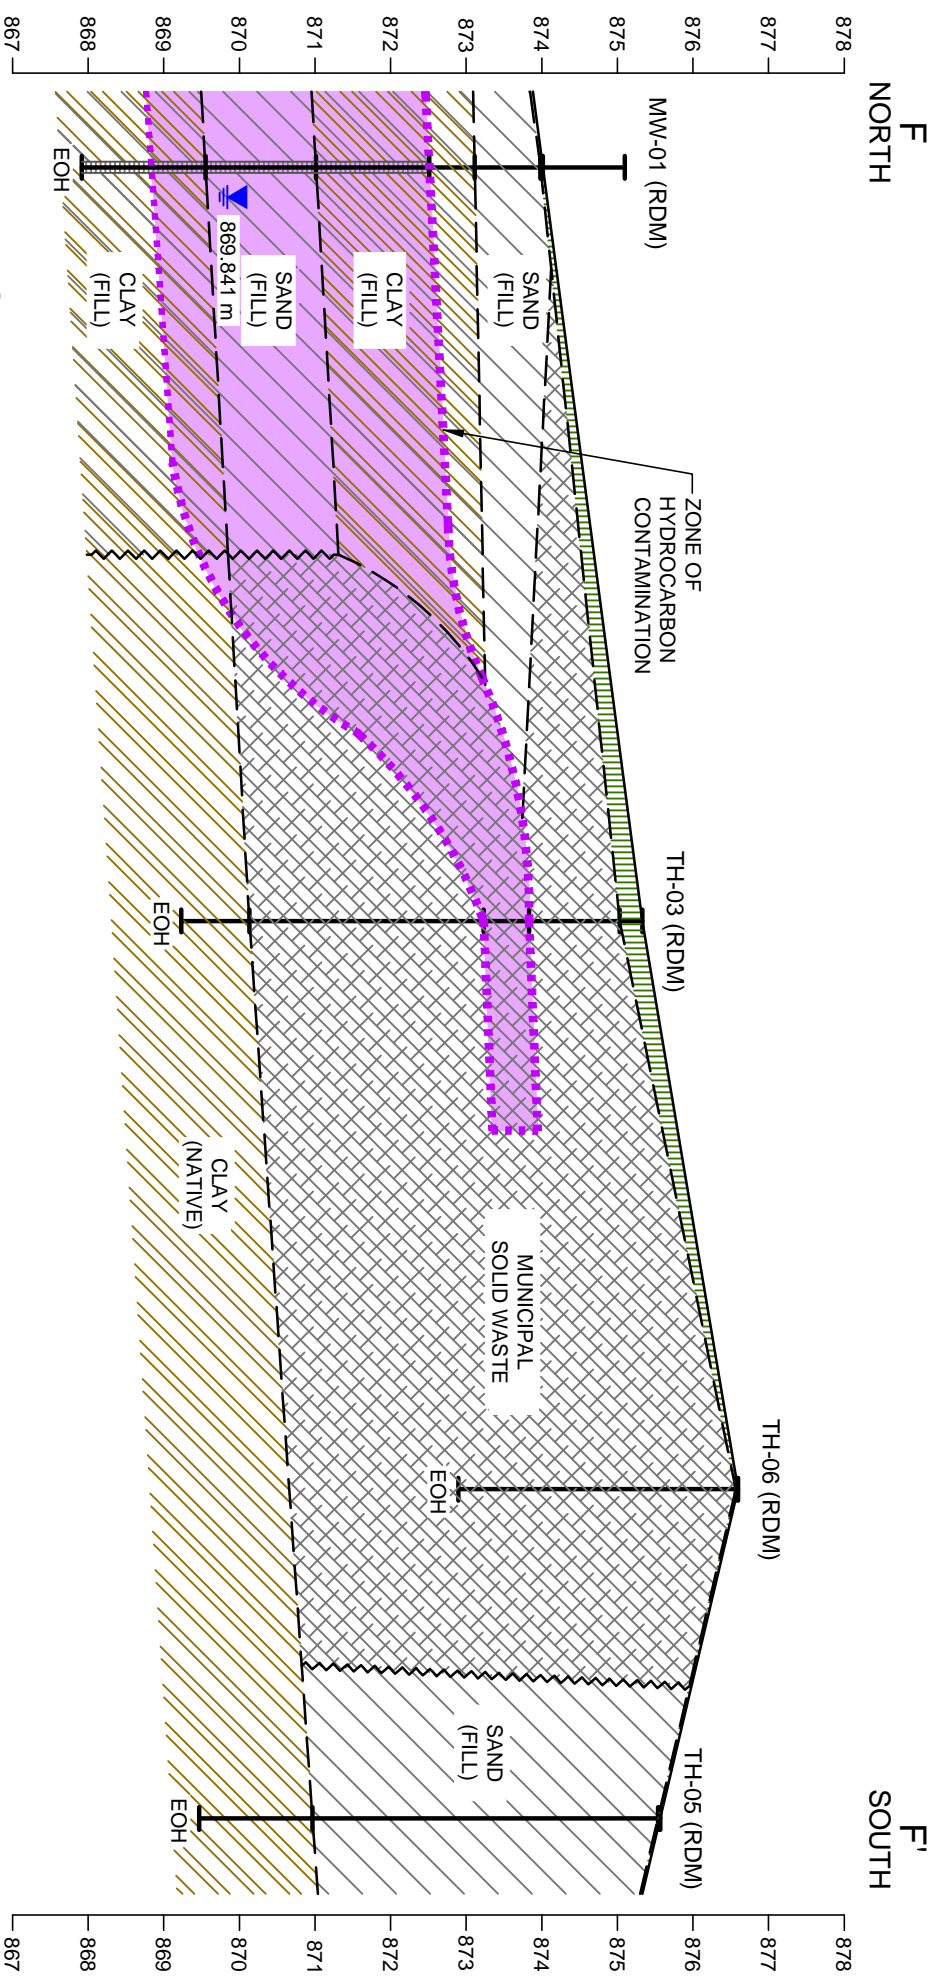 F
NORTH
F'
SOUTH
878
877
876
875
874
873
872
871
870
869
868
867
878
877
876
875
874
873
872
871
870
869
868
867
MW-01 (RDM)
TH-03 (RDM)
TH-06 (RDM)
TH-05 (RDM)
ZONE OF
HYDROCARBON
CONTAMINATION
SAND
(FILL)
CLAY
(FILL)
SAND
(FILL)
869.841 m
CLAY
(FILL)
EOH
EOH
MUNICIPAL
SOLID WASTE
EOH
CLAY
(NATIVE)
SAND
(FILL)
EOH